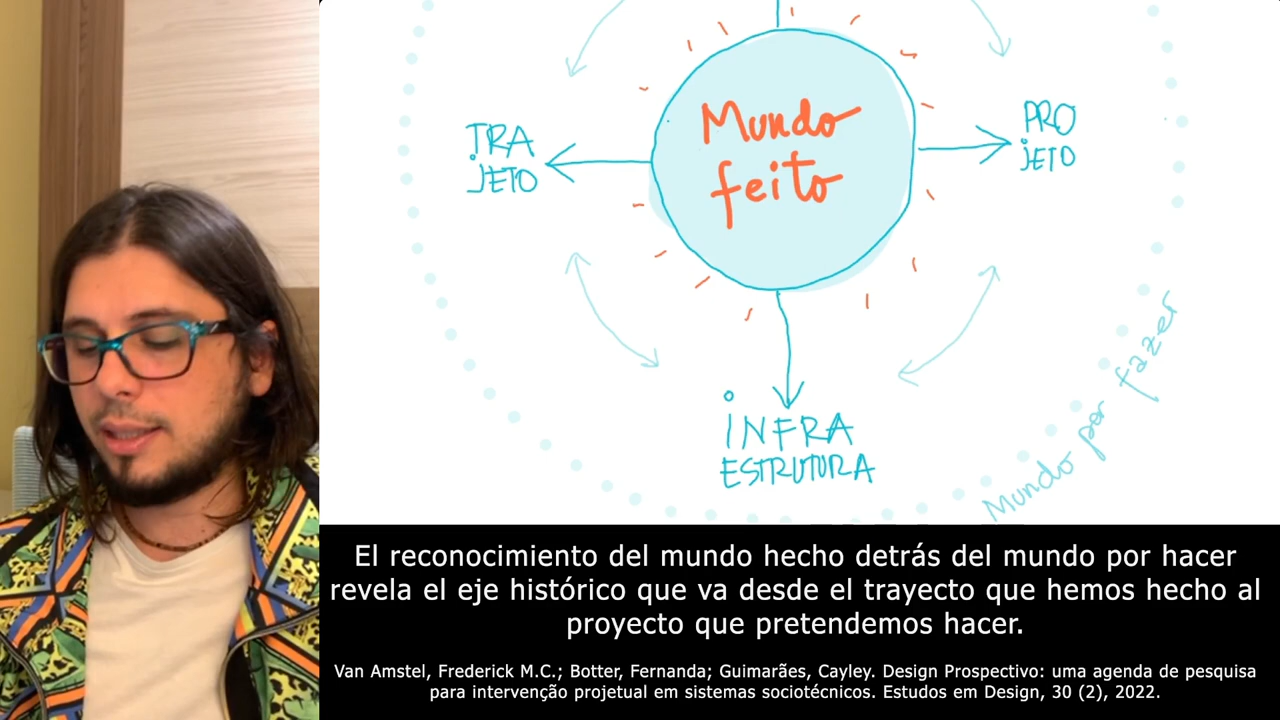 Mundo
feito
TRA
JETO
PRO
JETO
INFRA
ESTRUTURA
Mundo por fazer
El reconocimiento del mundo hecho detrás del mundo por hacer
revela el eje histórico que va desde el trayecto que hemos hecho al
proyecto que pretendemos hacer.
Van Amstel, Frederick M.C.; Botter, Fernanda; Guimarães, Cayley. Design Prospectivo: uma agenda de pesquisa
para intervenção projetual em sistemas sociotécnicos. Estudos em Design, 30 (2), 2022.